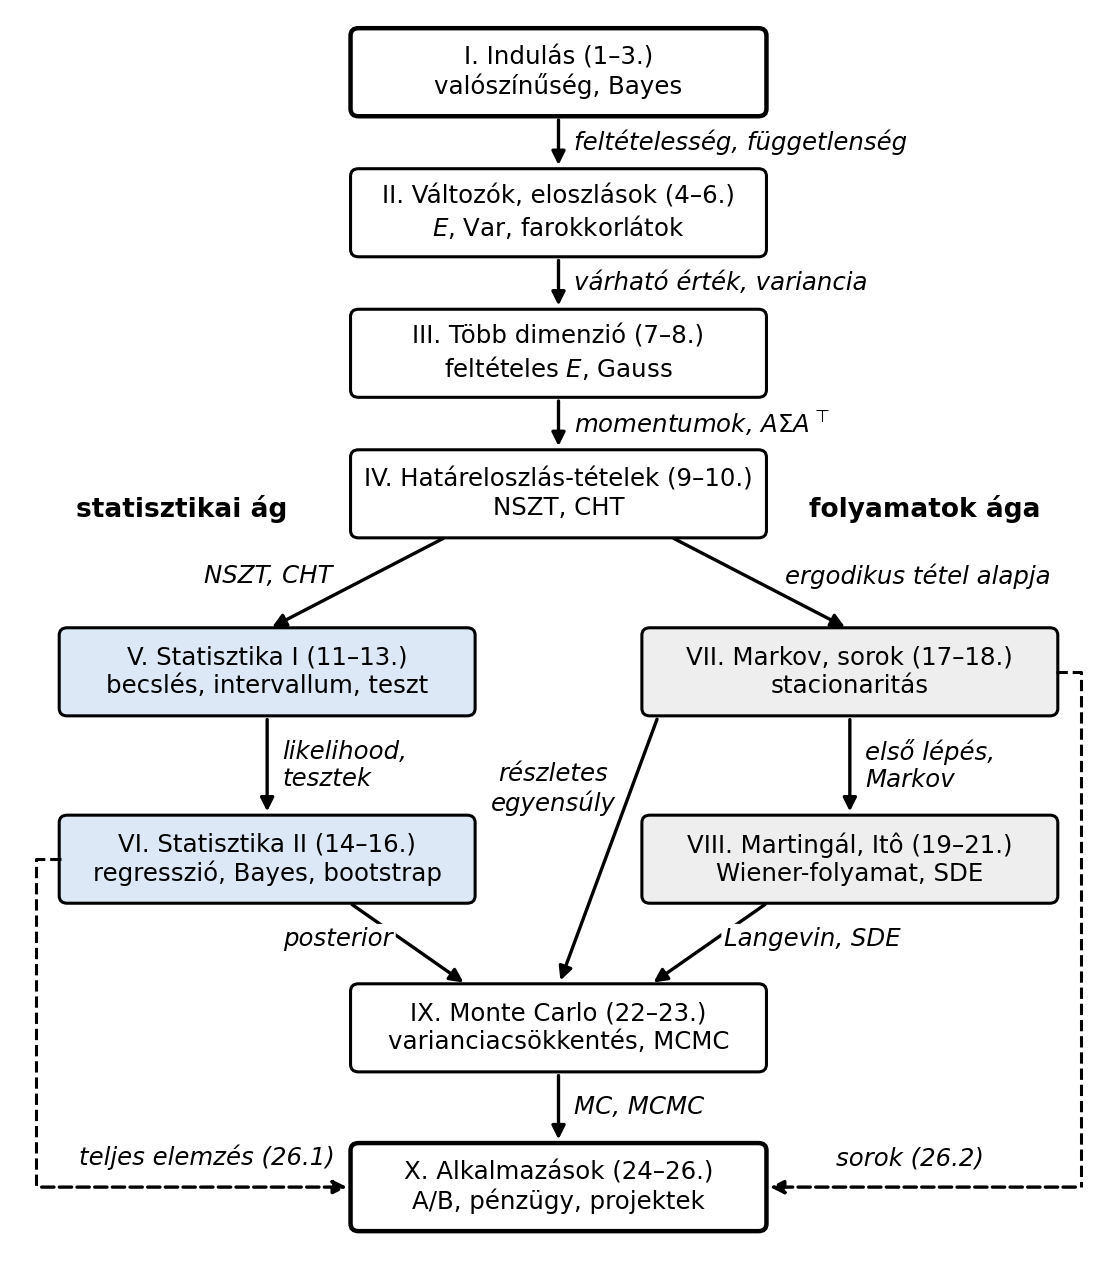 I. Indulás (1–3.)
valószínűség, Bayes
feltételesség, függetlenség
II. Változók, eloszlások (4–6.)
E, Var, farokkorlátok
várható érték, variancia
III. Több dimenzió (7–8.)
feltételes E, Gauss
momentumok, AΣA⊤
IV. Határeloszlás-tételek (9–10.)
NSZT, CHT
statisztikai ág
folyamatok ága
NSZT, CHT
ergodikus tétel alapja
V. Statisztika I (11–13.)
becslés, intervallum, teszt
VII. Markov, sorok (17–18.)
stacionaritás
likelihood,
tesztek
részletes
egyensúly
első lépés,
Markov
VI. Statisztika II (14–16.)
regresszió, Bayes, bootstrap
VIII. Martingál, Itô (19–21.)
Wiener-folyamat, SDE
posterior
Langevin, SDE
IX. Monte Carlo (22–23.)
varianciacsökkentés, MCMC
MC, MCMC
teljes elemzés (26.1)
sorok (26.2)
X. Alkalmazások (24–26.)
A/B, pénzügy, projektek